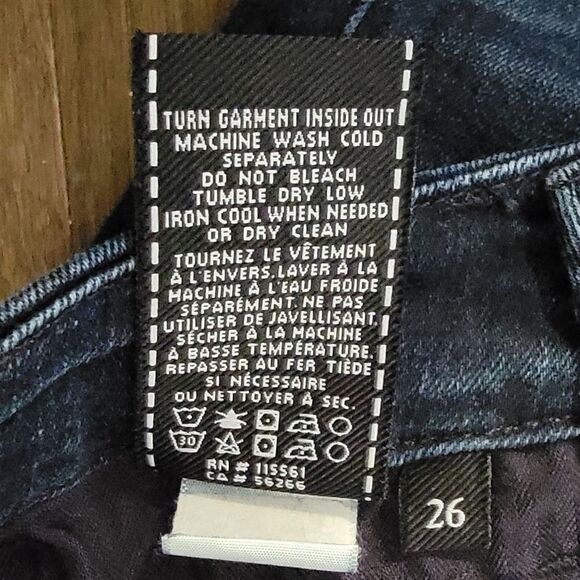 TURN GARMENT INSIDE OUT
MACHINE WASH COLD
SEPARATELY
DO NOT BLEACH
TUMBLE DRY LOW
IRON COOL WHEN NEEDED
OR DRY CLEAN
TOURNEZ LE VÊTEMENT
À L'ENVERS. LAVER À LA
MACHINE À L'EAU FROIDE
SÉPARÉMENT. NE PAS
UTILISER DE JAVELLISANT.
SÉCHER À LA MACHINE
À BASSE TEMPÉRATURE.
REPASSER AU FER TIÈDE
SI NÉCESSAIRE
OU NETTOYER À SEC.
30
RN # 115561
CA # 56266
26